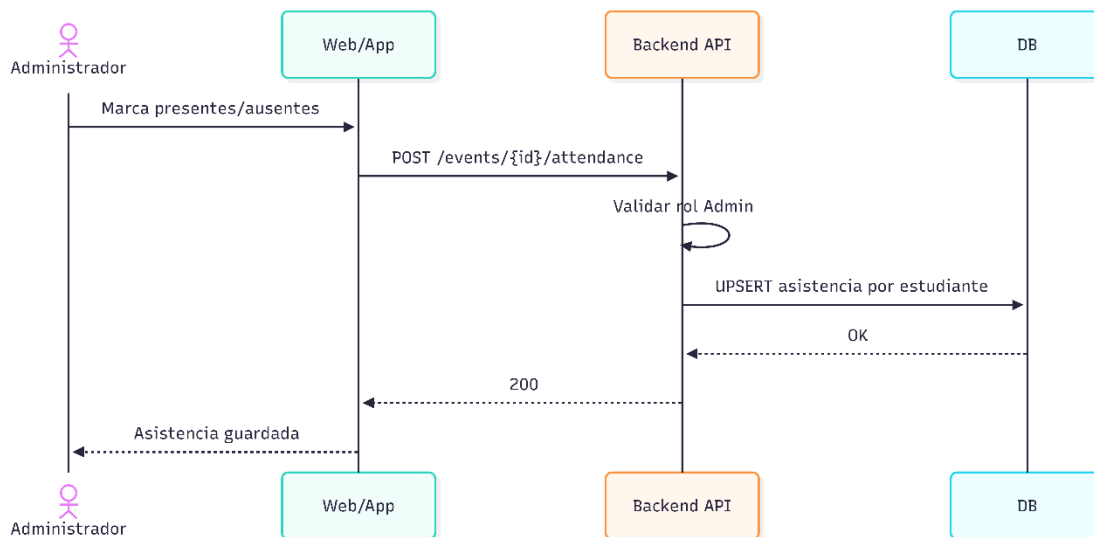 Web/App
Backend API
DB
Administrador
Marca presentes/ausentes
POST /events/{id}/attendance
Validar rol Admin
UPSERT asistencia por estudiante
OK
200
Asistencia guardada
Web/App
Backend API
DB
Administrador